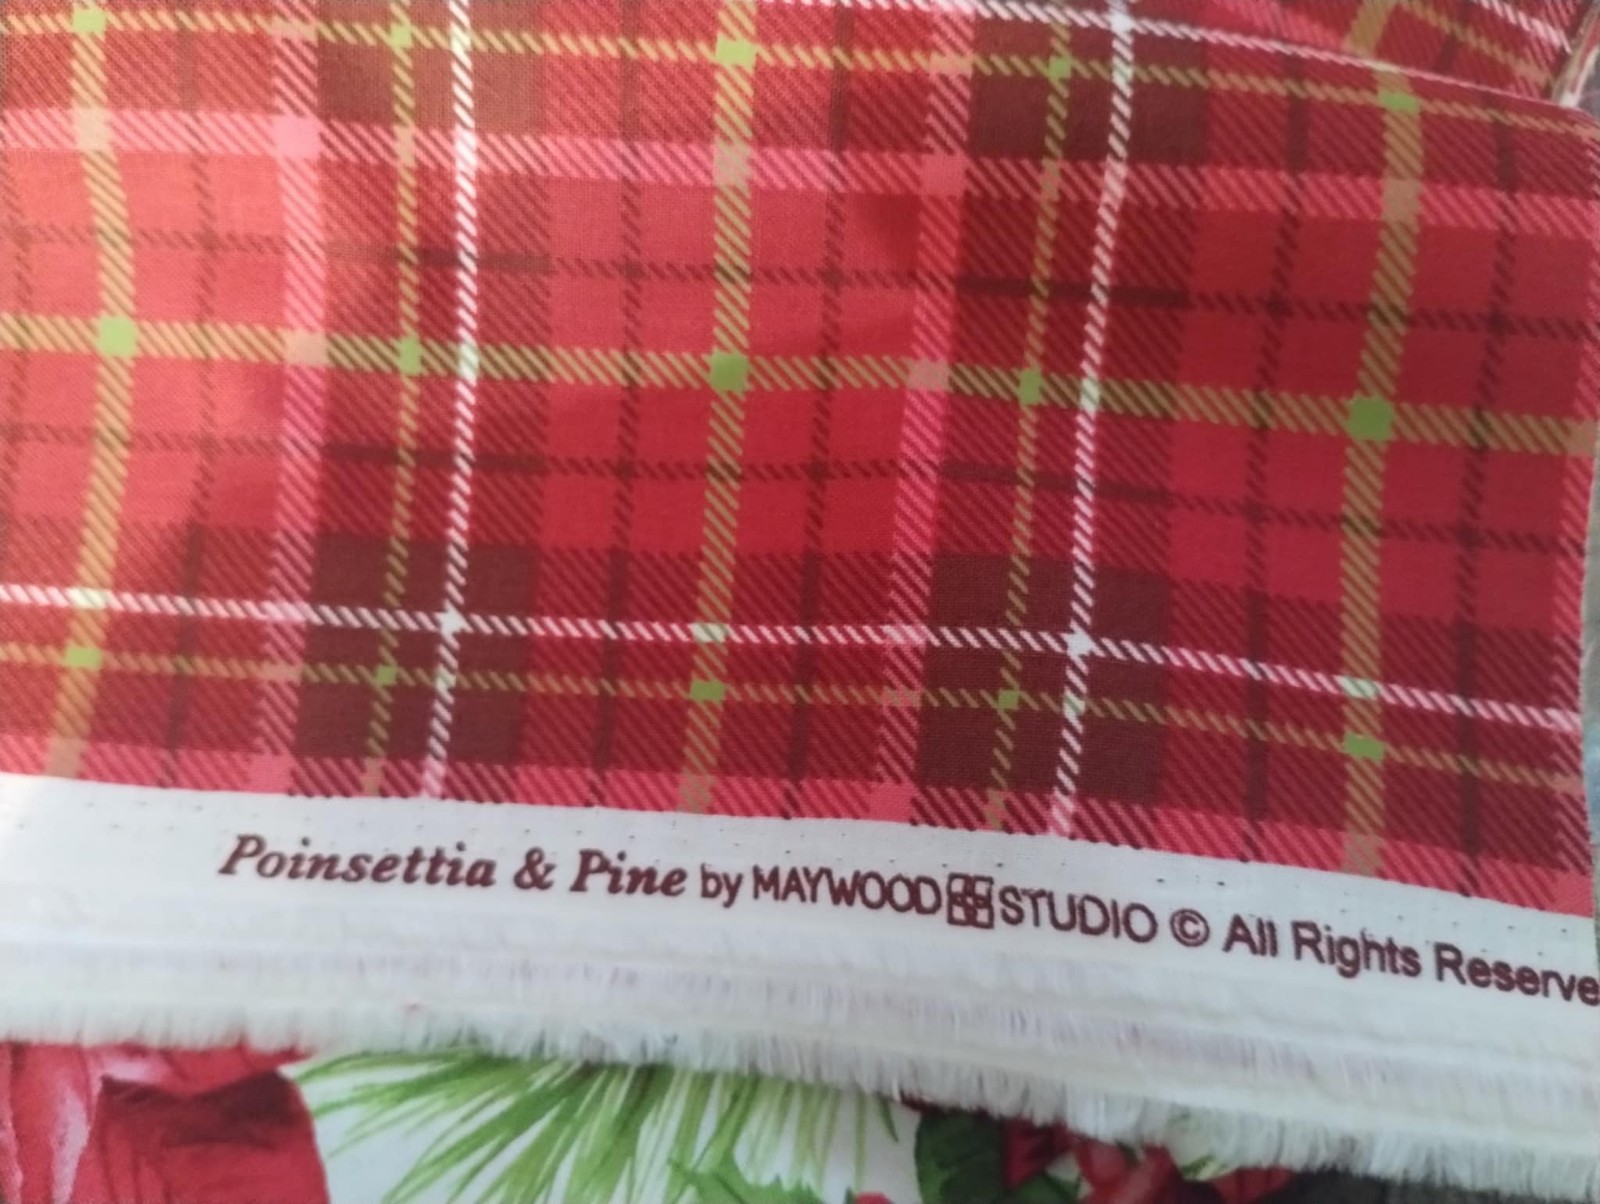 Poinsettia & Pine by MAYWOOD STUDIO © All Rights Reserve